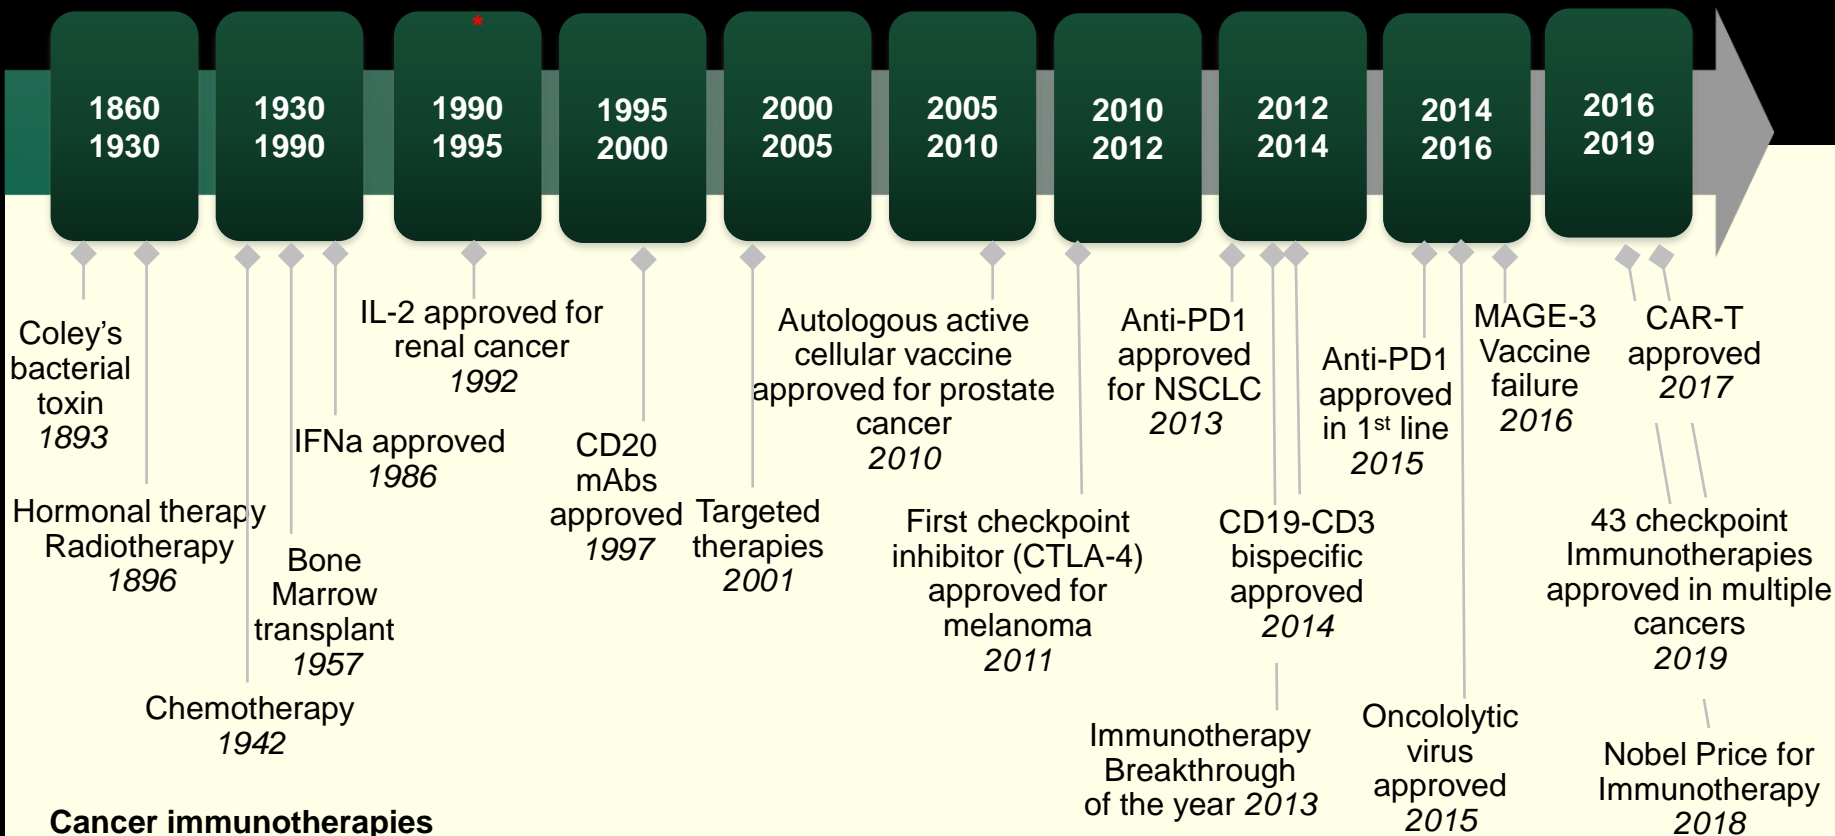 *
1860
1930
1930
1990
1990
1995
1995
2000
2000
2005
2005
2010
2010
2012
2012
2014
2014
2016
2016
2019
Coley's
bacterial
toxin
1893
Hormonal therapy
Radiotherapy
1896
Chemotherapy
1942
Bone
Marrow
transplant
1957
IFNa approved
1986
IL-2 approved for
renal cancer
1992
CD20
mAbs
approved
1997
Targeted
therapies
2001
Autologous active
cellular vaccine
approved for prostate
cancer
2010
First checkpoint
inhibitor (CTLA-4)
approved for
melanoma
2011
Anti-PD1
approved
for NSCLC
2013
Immunotherapy
Breakthrough
of the year 2013
CD19-CD3
bispecific
approved
2014
Anti-PD1
approved
in 1st line
2015
Oncololytic
virus
approved
2015
MAGE-3
Vaccine
failure
2016
CAR-T
approved
2017
43 checkpoint
Immunotherapies
approved in multiple
cancers
2019
Nobel Price for
Immunotherapy
2018
Cancer immunotherapies